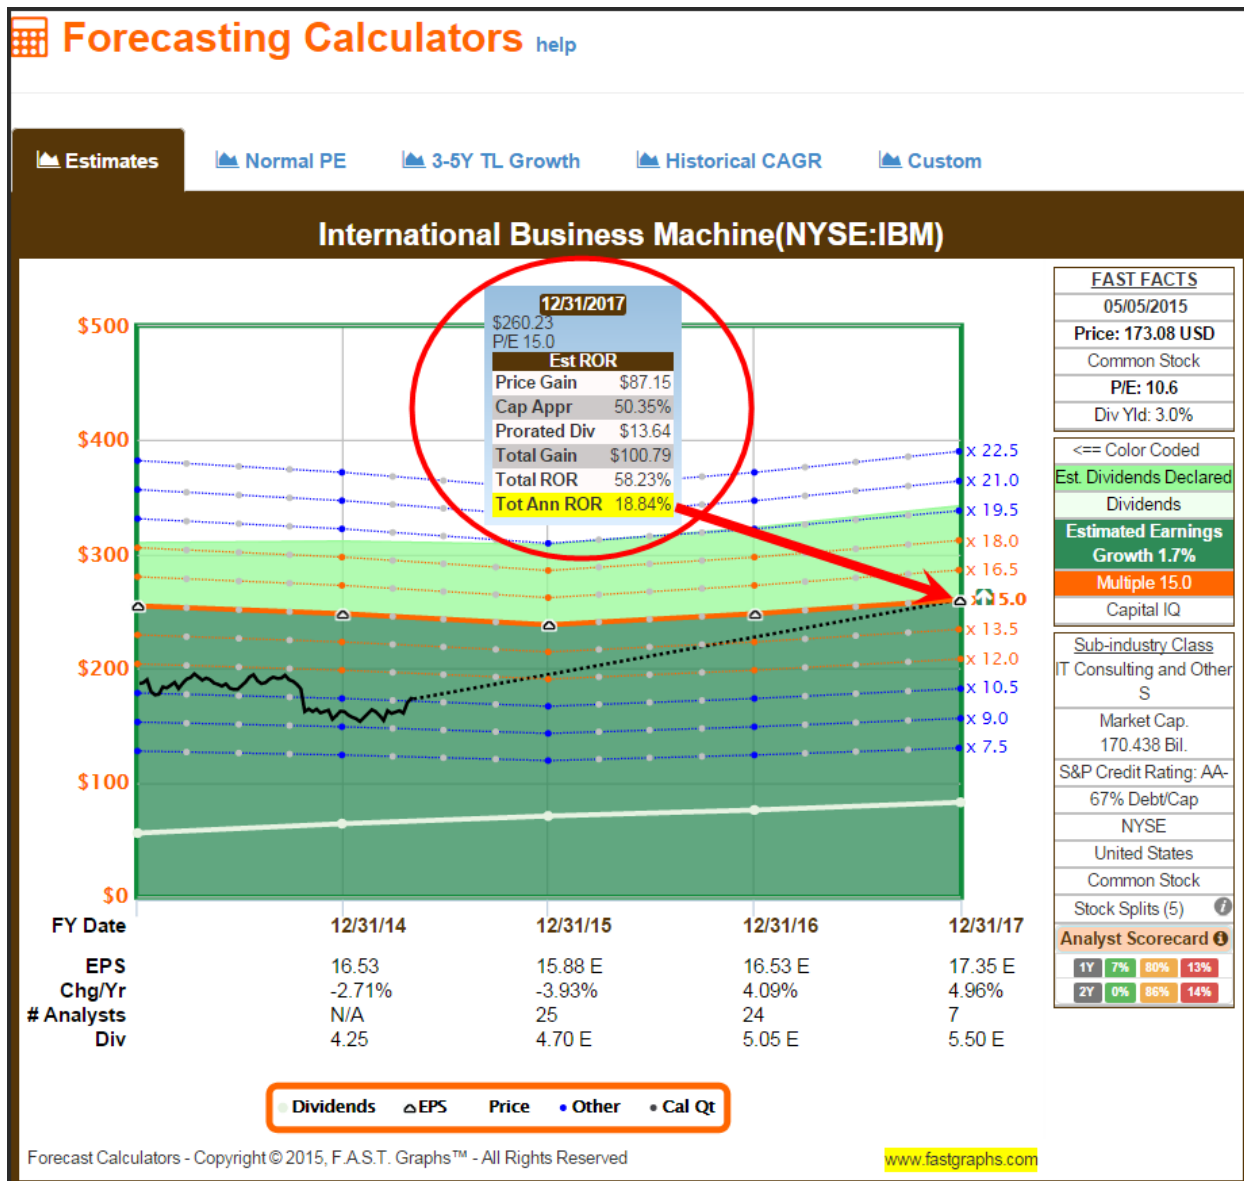 Forecasting Calculators help
Estimates
Normal PE
3-5Y TL Growth
Historical CAGR
Custom
International Business Machine(NYSE:IBM)
12/31/2017
$260.23
P/E 15.0
Est ROR
Price Gain $87.15
Cap Appr 50.35%
Prorated Div $13.64
Total Gain $100.79
Total ROR 58.23%
Tot Ann ROR 18.84%
$500
$400
$300
$200
$100
$0
x 22.5
x 21.0
x 19.5
x 18.0
x 16.5
15.0
x 13.5
x 12.0
x 10.5
x 9.0
x 7.5
FY Date 12/31/14 12/31/15 12/31/16 12/31/17
EPS 16.53 15.88 E 16.53 E 17.35 E
Chg/Yr -2.71% -3.93% 4.09% 4.96%
# Analysts N/A 25 24 7
Div 4.25 4.70 E 5.05 E 5.50 E
Dividends EPS Price Other Cal Qt
Forecast Calculators - Copyright © 2015, F.A.S.T. Graphs™ - All Rights Reserved
www.fastgraphs.com
FAST FACTS
05/05/2015
Price: 173.08 USD
Common Stock
P/E: 10.6
Div Yld: 3.0%
<== Color Coded
Est. Dividends Declared
Dividends
Estimated Earnings
Growth 1.7%
Multiple 15.0
Capital IQ
Sub-industry Class
IT Consulting and Other
S
Market Cap.
170.438 Bil.
S&P Credit Rating: AA-
67% Debt/Cap
NYSE
United States
Common Stock
Stock Splits (5) i
Analyst Scorecard
1Y 7% 80% 13%
2Y 0% 86% 14%